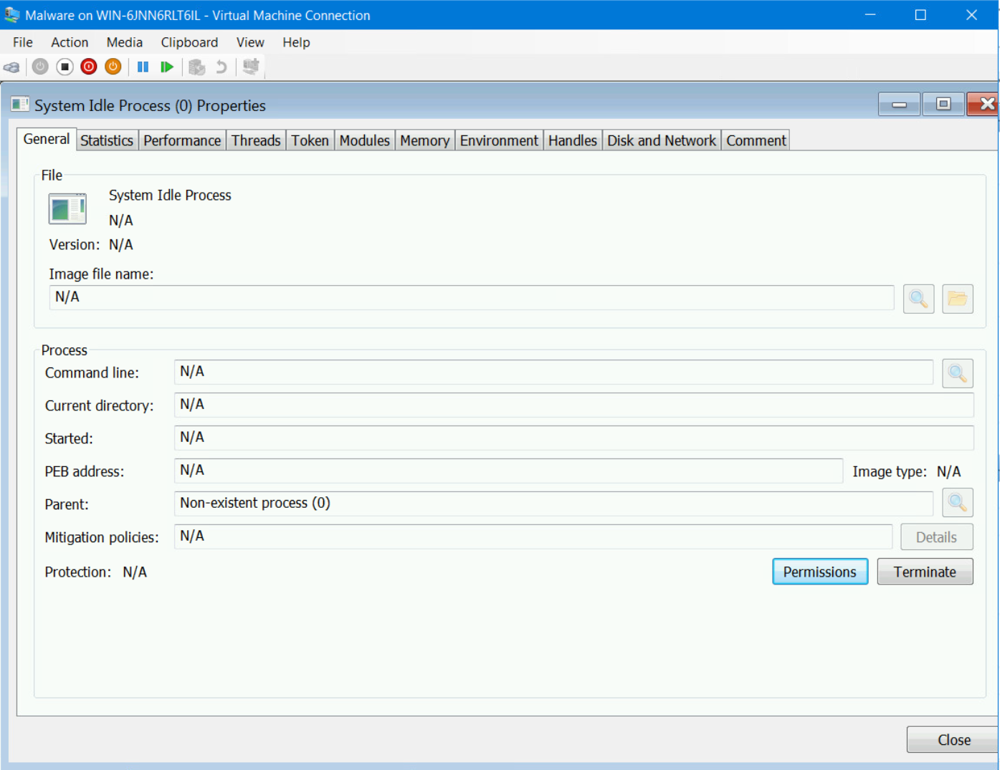 Malware on WIN-6JNN6RLT6IL - Virtual Machine Connection
File Action Media Clipboard View Help
System Idle Process (0) Properties
General Statistics Performance Threads Token Modules Memory Environment Handles Disk and Network Comment
File
System Idle Process
N/A
Version: N/A
Image file name:
N/A
Process
Command line: N/A
Current directory: N/A
Started: N/A
PEB address: N/A Image type: N/A
Parent: Non-existent process (0)
Mitigation policies: N/A Details
Protection: N/A Permissions Terminate
Close